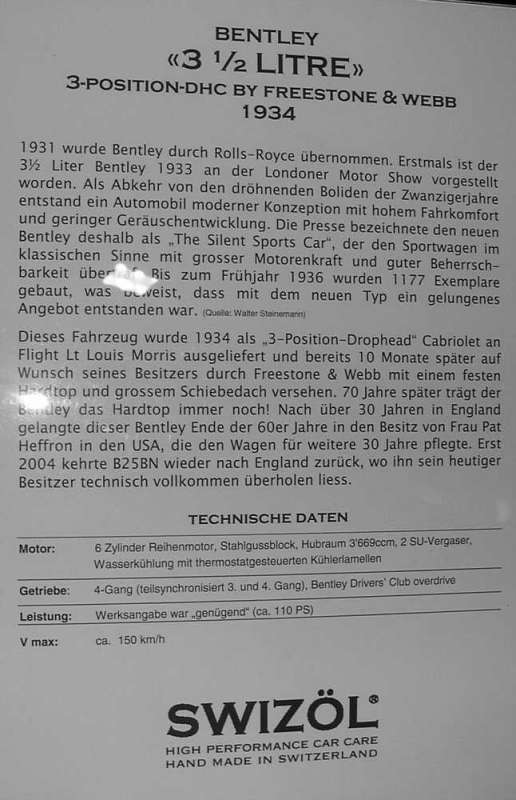 BENTLEY
«3 ½ LITRE»
3-POSITION-DHC BY FREESTONE & WEBB
1934
1931 wurde Bentley durch Rolls-Royce übernommen. Erstmals ist der
3½ Liter Bentley 1933 an der Londoner Motor Show vorgestellt
worden. Als Abkehr von den dröhnenden Boliden der Zwanzigerjahre
entstand ein Automobil moderner Konzeption mit hohem Fahrkomfort
und geringer Geräuschentwicklung. Die Presse bezeichnete den neuen
Bentley deshalb als „The Silent Sports Car", der den Sportwagen im
klassischen Sinne mit grosser Motorenkraft und guter Beherrsch-
barkeit Bis zum Frühjahr 1936 wurden 1177 Exemplare
gebaut, was beweist, dass mit dem neuen Typ ein gelungenes
Angebot entstanden war. (Quelle: Walter Steinemann)
Dieses Fahrzeug wurde 1934 als „3-Position-Drophead" Cabriolet an
Flight Lt Louis Morris ausgeliefert und bereits 10 Monate später auf
Wunsch seines Besitzers durch Freestone & Webb mit einem festen
Hardtop und grossem Schiebedach versehen. 70 Jahre später trägt der
Bentley das Hardtop immer noch! Nach über 30 Jahren in England
gelangte dieser Bentley Ende der 60er Jahre in den Besitz von Frau Pat
Heffron in den USA, die den Wagen für weitere 30 Jahre pflegte. Erst
2004 kehrte B25BN wieder nach England zurück, wo ihn sein heutiger
Besitzer technisch vollkommen überholen liess.
TECHNISCHE DATEN
Motor: 6 Zylinder Reihenmotor, Stahlgussblock, Hubraum 3'669ccm, 2 SU-Vergaser,
Wasserkühlung mit thermostatgesteuerten Kühlerlamellen
Getriebe: 4-Gang (teilsynchronisiert 3. und 4. Gang), Bentley Drivers' Club overdrive
Leistung: Werksangabe war „genügend" (ca. 110 PS)
V max: ca. 150 km/h
SWIZÖL®
HIGH PERFORMANCE CAR CARE
HAND MADE IN SWITZERLAND